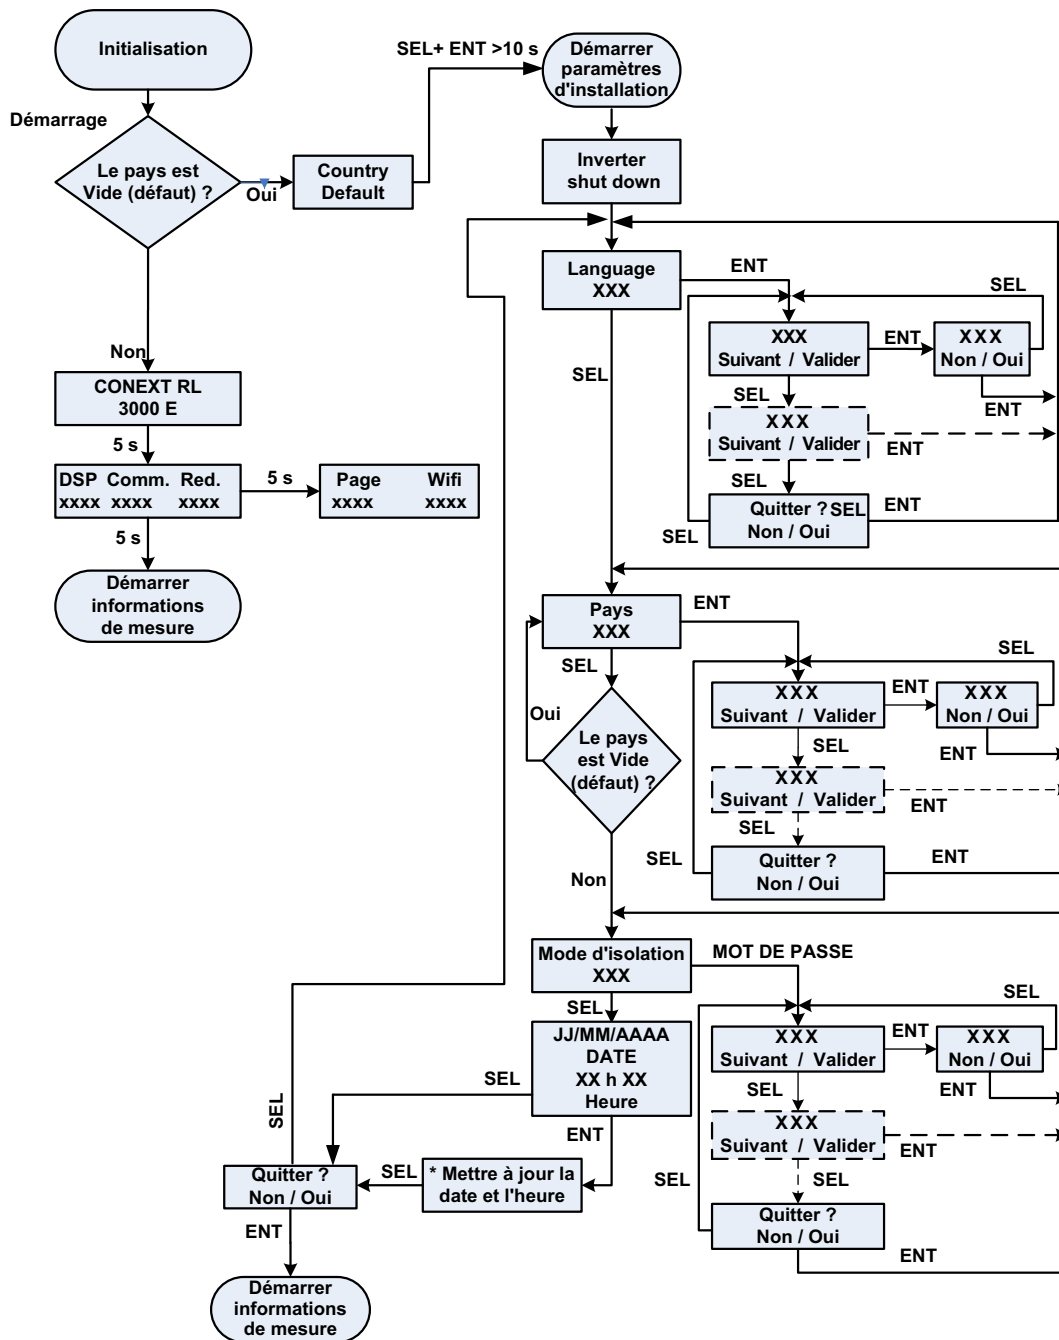 Initialisation
Démarrage
Le pays est
Vide (défaut) ?
Oui
Country
Default
SEL+ ENT >10 s
Démarrer
paramètres
d'installation
Inverter
shut down
Non
CONEXT RL
3000 E
5 s
DSP Comm. Red.
xxxx xxxx xxxx
5 s
Page Wifi
xxxx xxxx
5 s
Démarrer
informations
de mesure
Language
XXX
ENT
SEL
XXX
Suivant / Valider
ENT
XXX
Non / Oui
SEL
ENT
SEL
XXX
Suivant / Valider
ENT
SEL
Quitter ? SEL
Non / Oui
ENT
SEL
Pays
XXX
ENT
SEL
Oui
Le pays
est Vide
(défaut) ?
Non
SEL
XXX
Suivant / Valider
ENT
XXX
Non / Oui
SEL
ENT
XXX
Suivant / Valider
ENT
SEL
SEL
Quitter ?
Non / Oui
ENT
Mode d'isolation
XXX
MOT DE PASSE
SEL
JJ/MM/AAAA
DATE
XX h XX
Heure
SEL
ENT
SEL
XXX
Suivant / Valider
ENT
XXX
Non / Oui
SEL
ENT
XXX
Suivant / Valider
ENT
SEL
SEL
Quitter ?
Non / Oui
ENT
SEL
* Mettre à jour la
date et l'heure
SEL
Quitter ?
Non / Oui
ENT
Démarrer
informations
de mesure